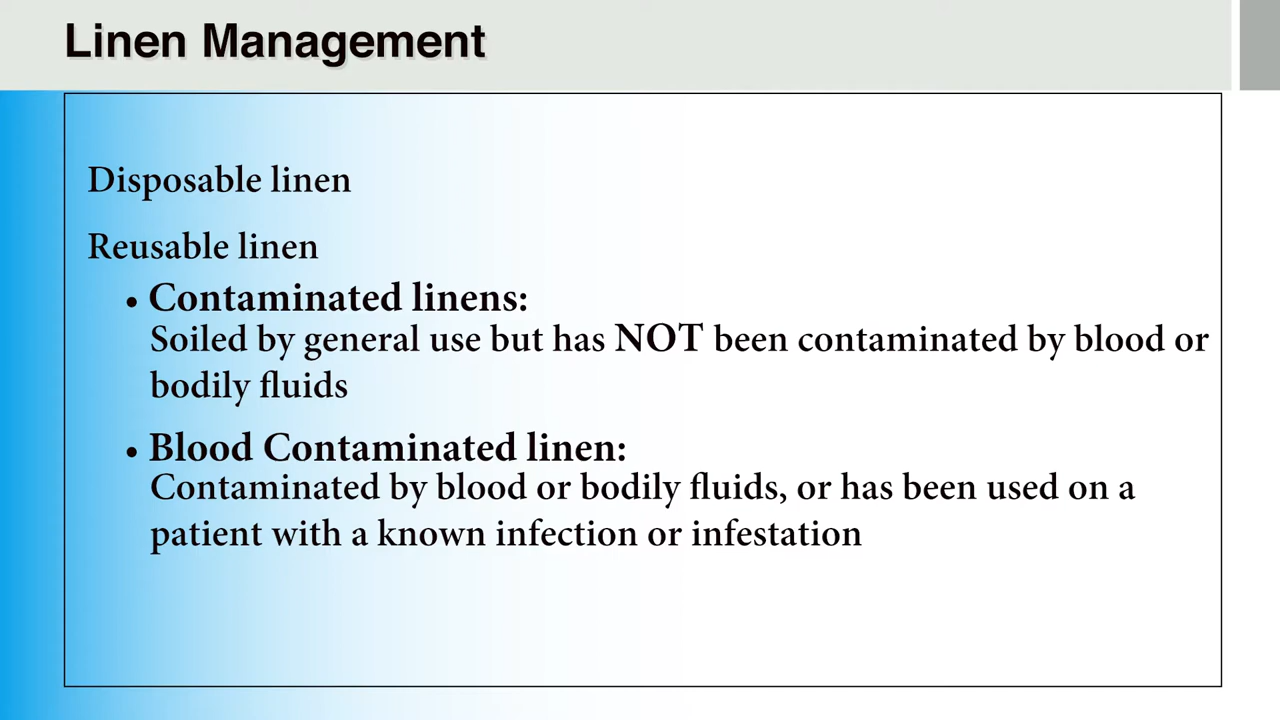 Linen Management
Disposable linen
Reusable linen
• Contaminated linens:
Soiled by general use but has NOT been contaminated by blood or
bodily fluids
• Blood Contaminated linen:
Contaminated by blood or bodily fluids, or has been used on a
patient with a known infection or infestation